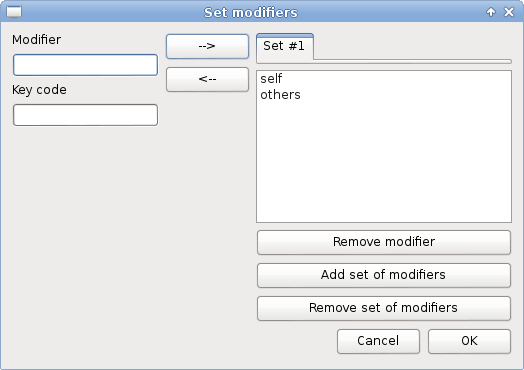 Set modifiers
Modifier
-->
Set #1
<--
Key code
self
others
Remove modifier
Add set of modifiers
Remove set of modifiers
Cancel
OK